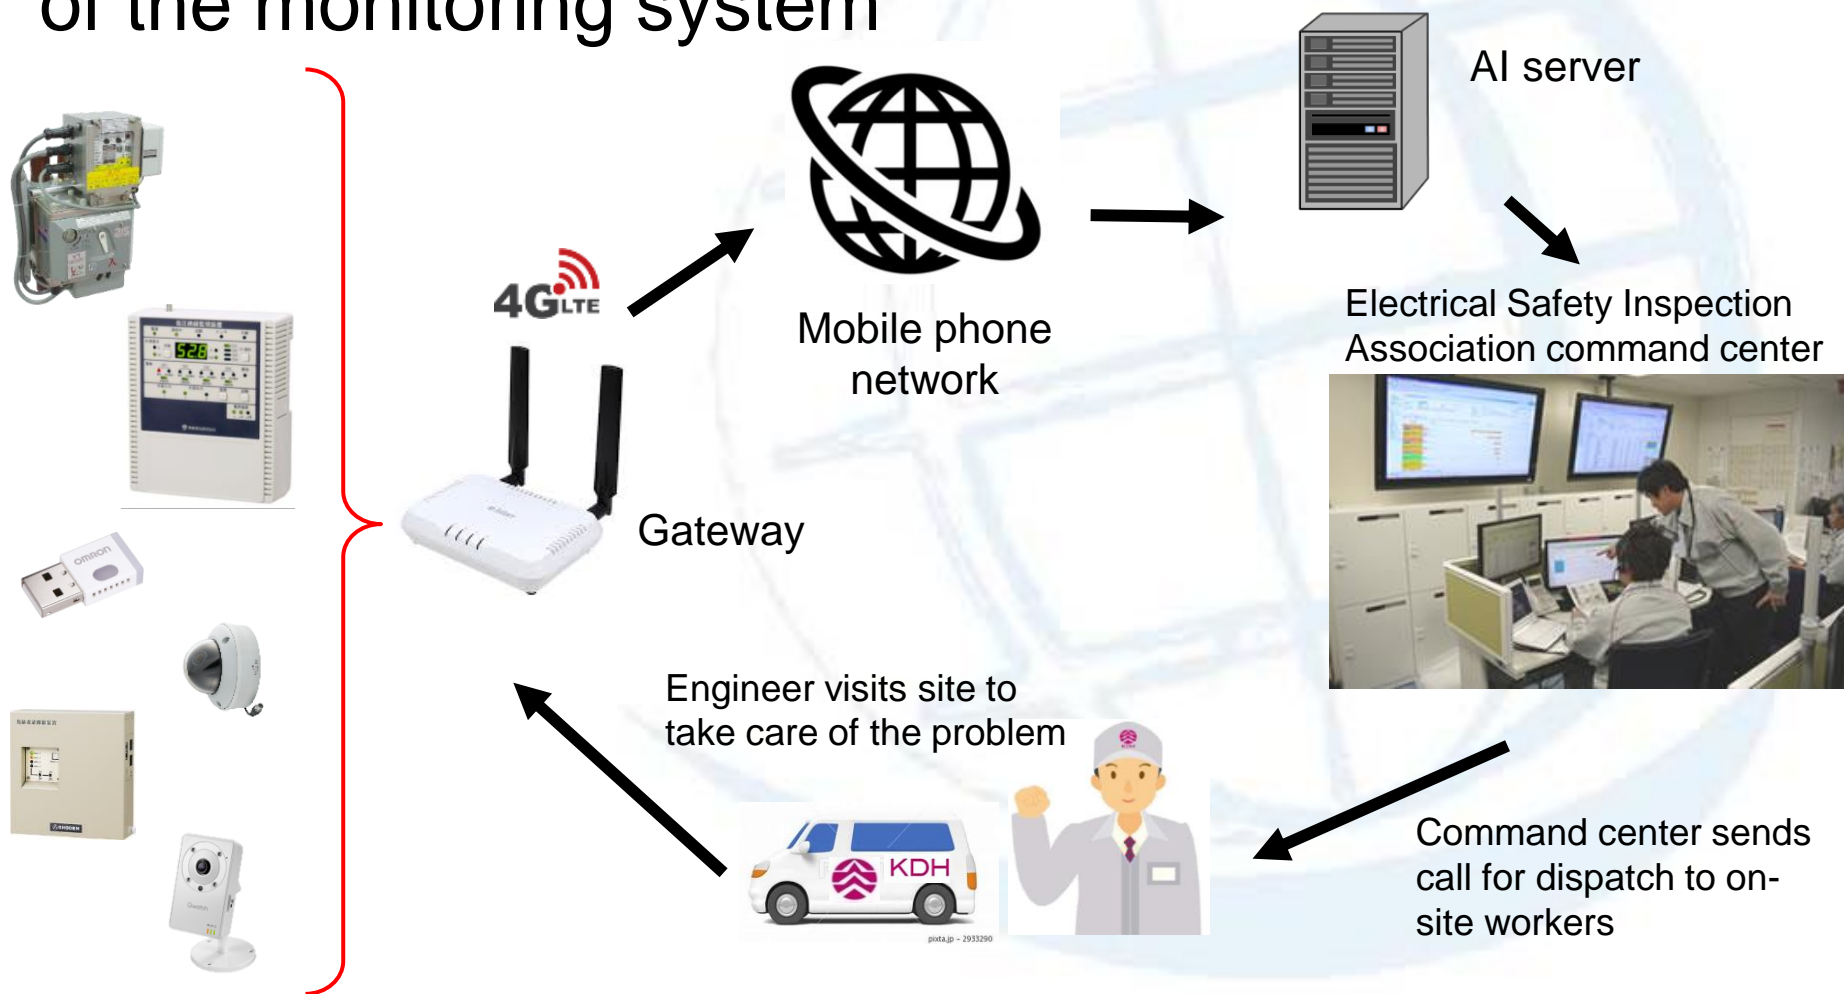 of the monitoring system
AI server
4G LTE
Mobile phone
network
Electrical Safety Inspection
Association command center
528
OMRON
Gateway
Engineer visits site to
take care of the problem
KDH
pixta.jp - 2933290
Command center sends
call for dispatch to on-
site workers